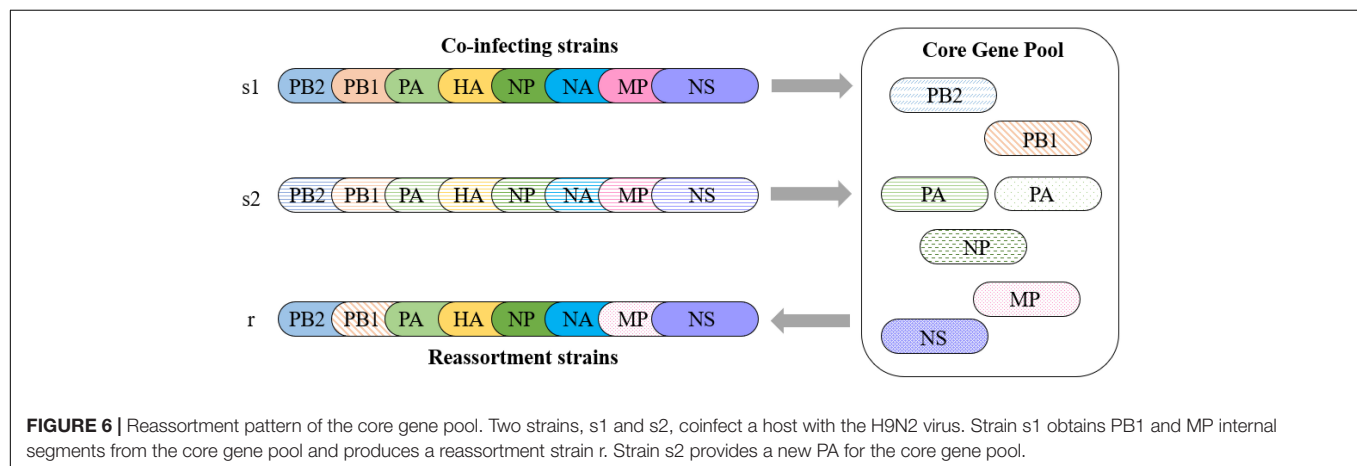 Co-infecting strains
Core Gene Pool
s1 PB2 PB1 PA HA NP NA MP NS
PB2
PB1
s2 PB2 PB1 PA HA NP NA MP NS
PA PA
NP
MP
r PB2 PB1 PA HA NP NA MP NS
NS
Reassortment strains
FIGURE 6 | Reassortment pattern of the core gene pool. Two strains, s1 and s2, coinfect a host with the H9N2 virus. Strain s1 obtains PB1 and MP internal
segments from the core gene pool and produces a reassortment strain r. Strain s2 provides a new PA for the core gene pool.